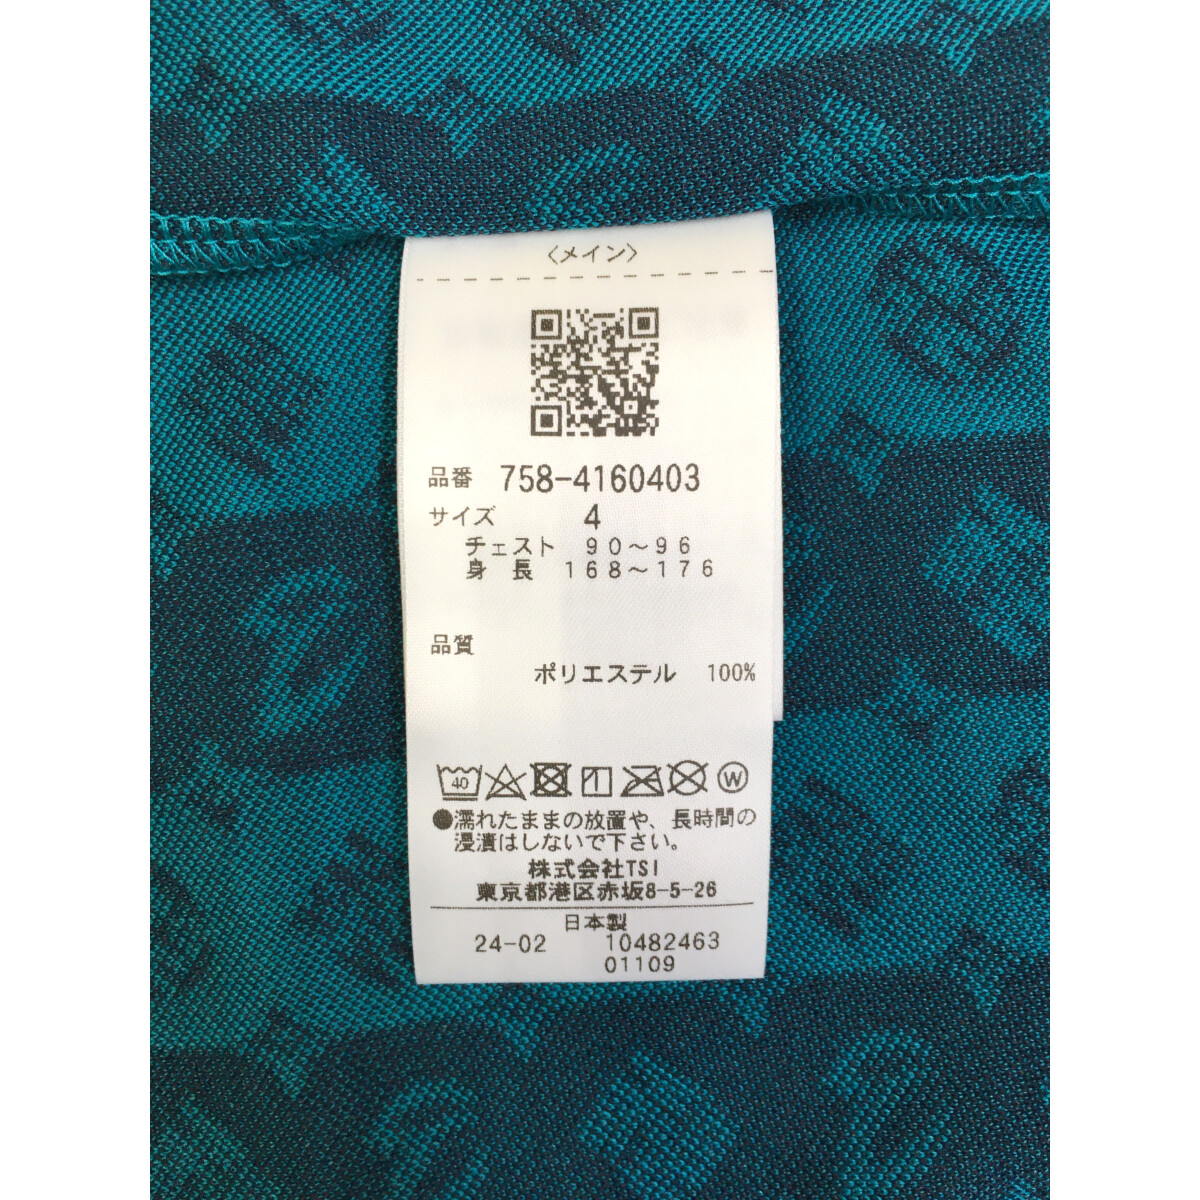 〈メイン〉
品番 758-4160403
サイズ 4
チェスト 90～96
身長 168～176
品質
ポリエステル 100%
40
W
●濡れたままの放置や、長時間の
浸漬はしないで下さい。
株式会社TSI
東京都港区赤坂8-5-26
日本製
24-02 10482463
01109